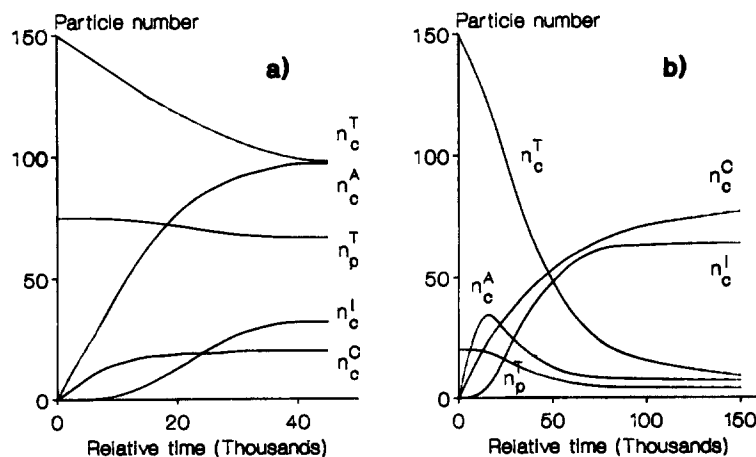 Particle number
150
100
50
0
a)
n_c^T
n_c^A
n_p^T
n_c^I
n_c^C
0 20 40
Relative time (Thousands)
Particle number
150
100
50
0
b)
n_c^T
n_c^C
n_c^I
n_c^A
n_p^T
0 50 100 150
Relative time (Thousands)